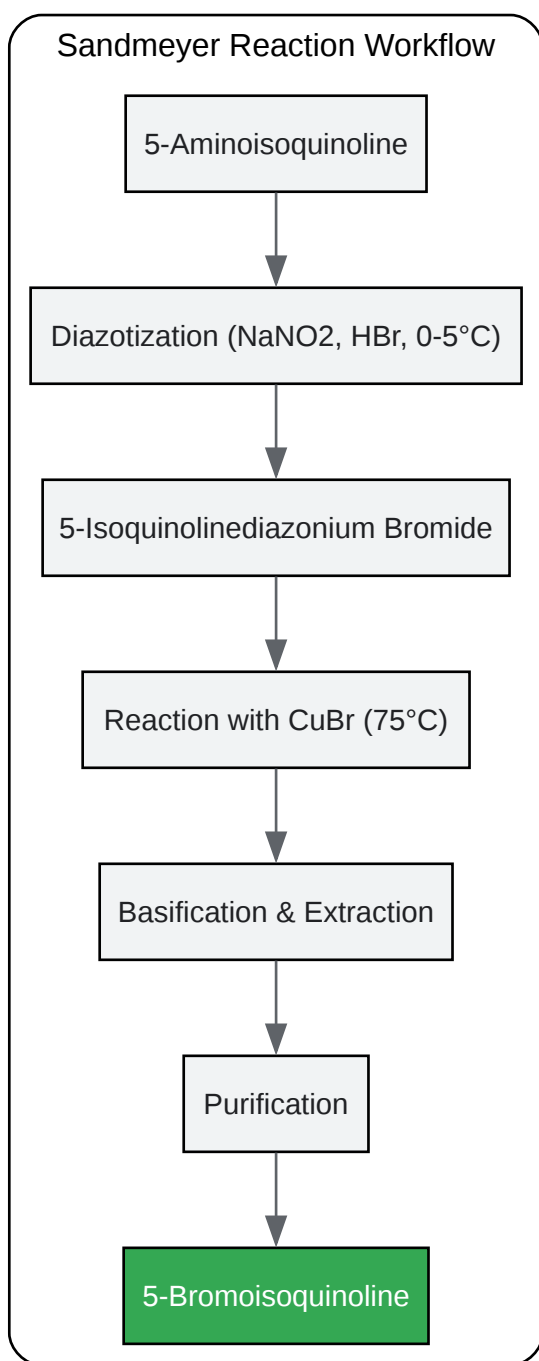 Sandmeyer Reaction Workflow
5-Aminoisoquinoline
Diazotization (NaNO2, HBr, 0-5°C)
5-Isoquinolinediazonium Bromide
Reaction with CuBr (75°C)
Basification & Extraction
Purification
5-Bromoisoquinoline